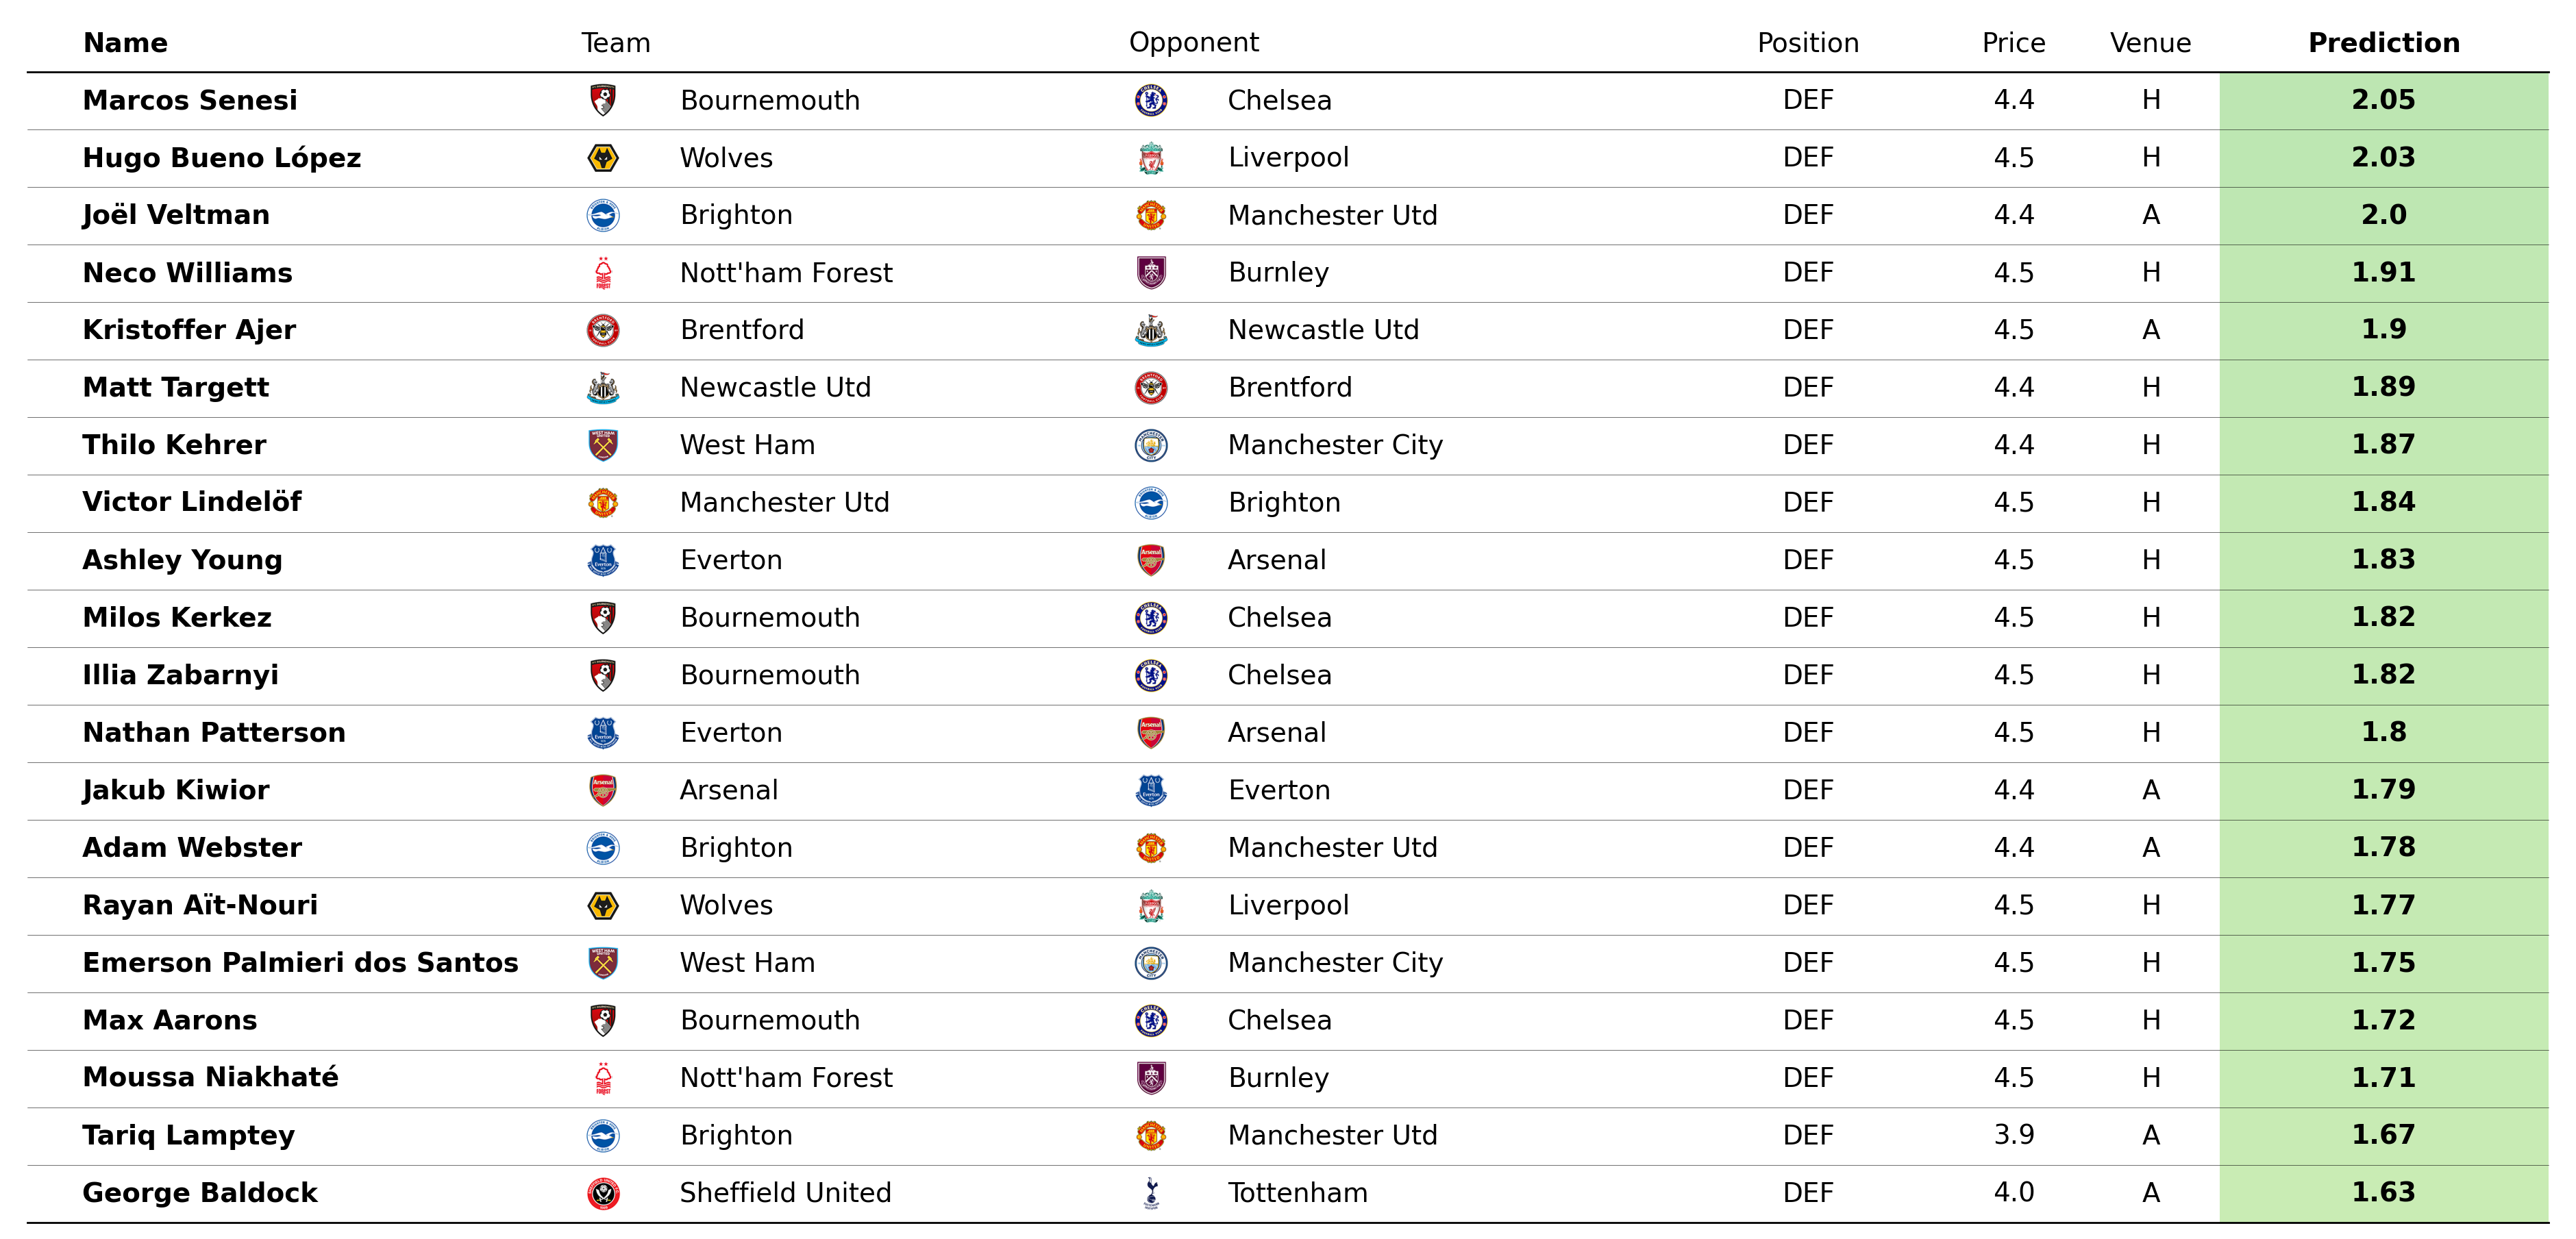 Name Team Opponent Position Price Venue Prediction
Marcos Senesi Bournemouth Chelsea DEF 4.4 H 2.05
Hugo Bueno López Wolves Liverpool DEF 4.5 H 2.03
Joël Veltman Brighton Manchester Utd DEF 4.4 A 2.0
Neco Williams Nott'ham Forest Burnley DEF 4.5 H 1.91
Kristoffer Ajer Brentford Newcastle Utd DEF 4.5 A 1.9
Matt Targett Newcastle Utd Brentford DEF 4.4 H 1.89
Thilo Kehrer West Ham Manchester City DEF 4.4 H 1.87
Victor Lindelöf Manchester Utd Brighton DEF 4.5 H 1.84
Ashley Young Everton Arsenal DEF 4.5 H 1.83
Milos Kerkez Bournemouth Chelsea DEF 4.5 H 1.82
Illia Zabarnyi Bournemouth Chelsea DEF 4.5 H 1.82
Nathan Patterson Everton Arsenal DEF 4.5 H 1.8
Jakub Kiwior Arsenal Everton DEF 4.4 A 1.79
Adam Webster Brighton Manchester Utd DEF 4.4 A 1.78
Rayan Aït-Nouri Wolves Liverpool DEF 4.5 H 1.77
Emerson Palmieri dos Santos West Ham Manchester City DEF 4.5 H 1.75
Max Aarons Bournemouth Chelsea DEF 4.5 H 1.72
Moussa Niakhaté Nott'ham Forest Burnley DEF 4.5 H 1.71
Tariq Lamptey Brighton Manchester Utd DEF 3.9 A 1.67
George Baldock Sheffield United Tottenham DEF 4.0 A 1.63